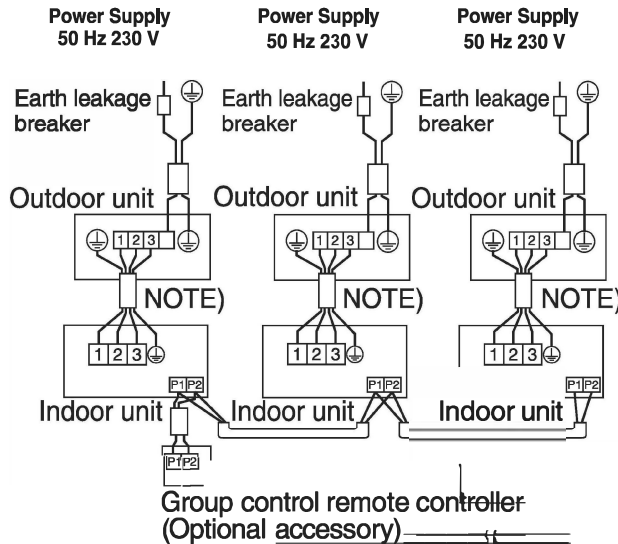 Power Supply Power Supply Power Supply
50 Hz 230 V 50 Hz 230 V 50 Hz 230 V
Earth leakage Earth leakage Earth leakage
breaker breaker breaker
Outdoor unit Outdoor unit Outdoor unit
1 2 3 1 2 3 1 2 3
NOTE) NOTE) NOTE)
1 2 3 1 2 3 1 2 3
P1 P2 P1 P2 P1 P2
Indoor unit Indoor unit Indoor unit
P1 P2
Group control remote controller
(Optional accessory)